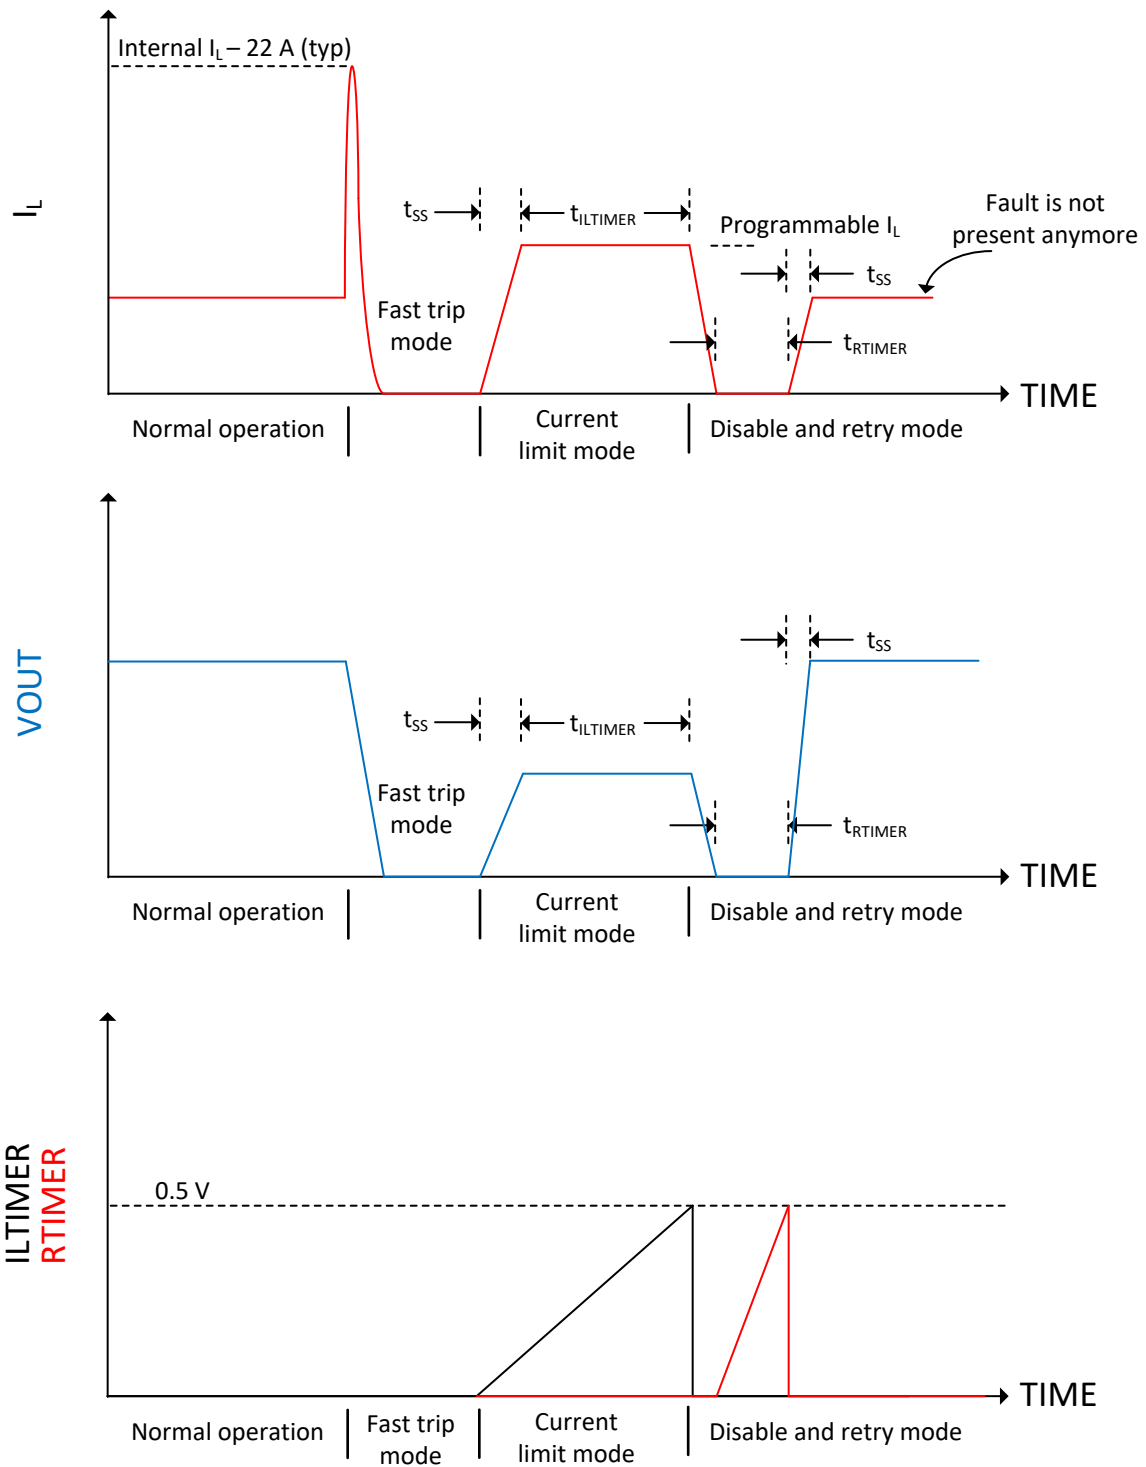 Internal IL – 22 A (typ)
IL
tSS
tILTIMER
Programmable IL
Fault is not
present anymore
tSS
Fast trip
mode
tRTIMER
TIME
Normal operation
Current
limit mode
Disable and retry mode
VOUT
tSS
tSS
tILTIMER
Fast trip
mode
tRTIMER
TIME
Normal operation
Current
limit mode
Disable and retry mode
ILTIMER
RTIMER
0.5 V
TIME
Normal operation
Fast trip
mode
Current
limit mode
Disable and retry mode